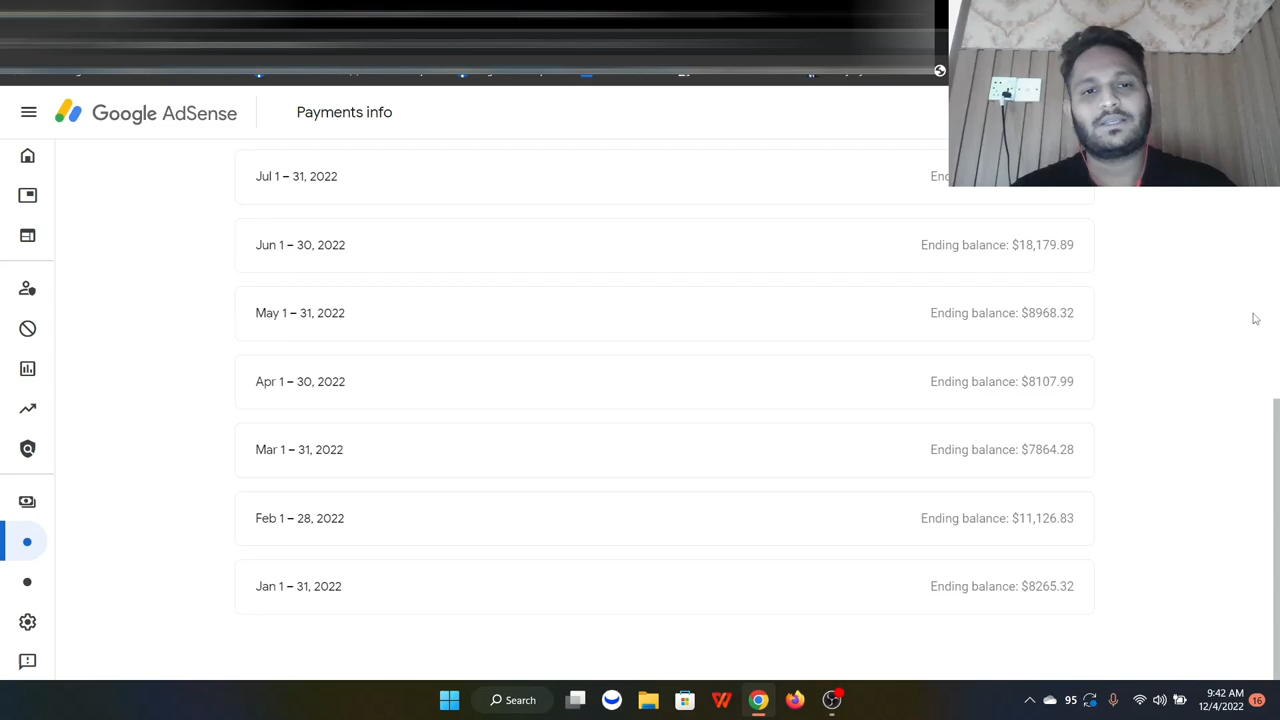 Google AdSense
Payments info
Jul 1 – 31, 2022
Jun 1 – 30, 2022
Ending balance: $18,179.89
May 1 – 31, 2022
Ending balance: $8968.32
Apr 1 – 30, 2022
Ending balance: $8107.99
Mar 1 – 31, 2022
Ending balance: $7864.28
Feb 1 – 28, 2022
Ending balance: $11,126.83
Jan 1 – 31, 2022
Ending balance: $8265.32
Search
95
9:42 AM
12/4/2022
16